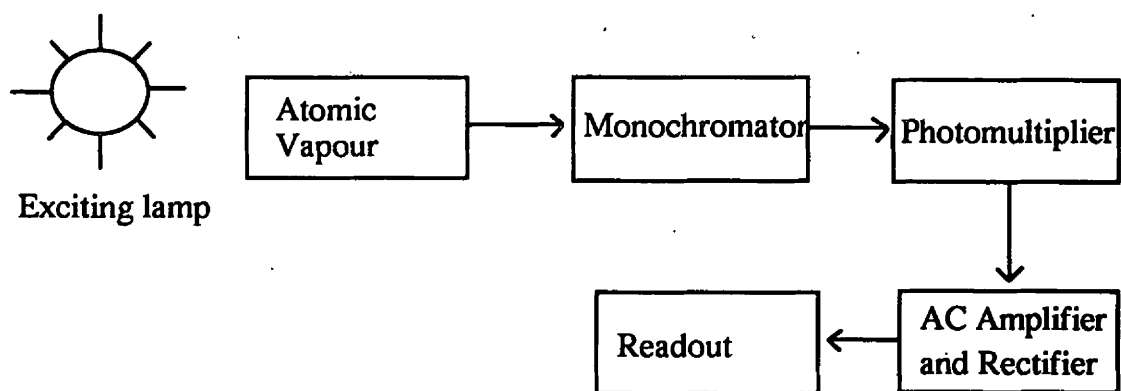 Exciting lamp
Atomic
Vapour
Monochromator
Photomultiplier
AC Amplifier
and Rectifier
Readout